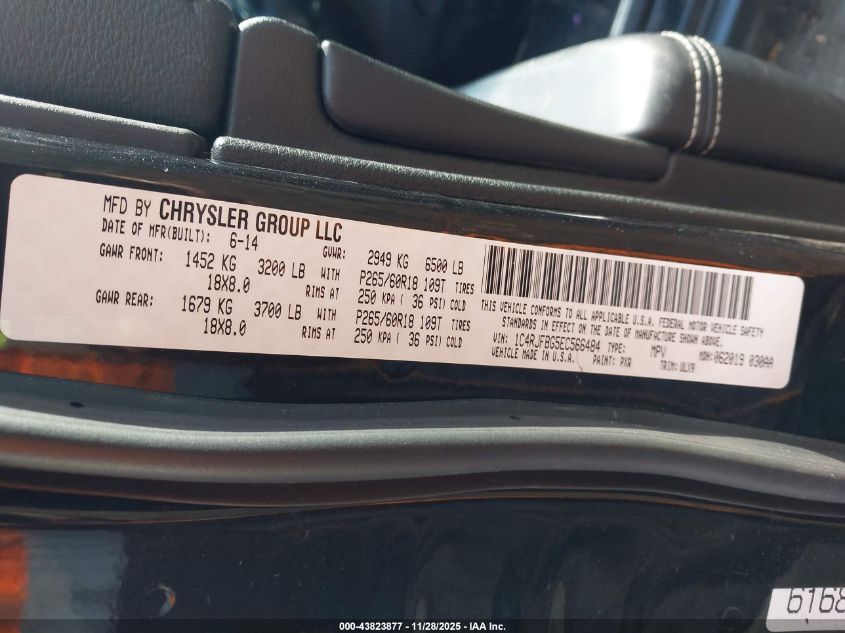 MFD BY CHRYSLER GROUP LLC
DATE OF MFR(BUILT): 6-14 GVWR: 2949 KG 6500 LB
GAWR FRONT: 1452 KG 3200 LB WITH P265/60R18 109T TIRES
18X8.0 RIMS AT 250 KPA ( 36 PSI) COLD
GAWR REAR: 1679 KG 3700 LB WITH P265/60R18 109T TIRES
18X8.0 RIMS AT 250 KPA ( 36 PSI) COLD
THIS VEHICLE CONFORMS TO ALL APPLICABLE U.S.A. FEDERAL MOTOR VEHICLE SAFETY
STANDARDS IN EFFECT ON THE DATE OF MANUFACTURE SHOWN ABOVE.
VIN: 1C4RJFBG5EC566484 TYPE: MPV MDH: 062019 030AA
VEHICLE MADE IN U.S.A. PAINT: PXR TRIM: ULX9
6168
000-43823877 - 11/28/2025 - IAA Inc.